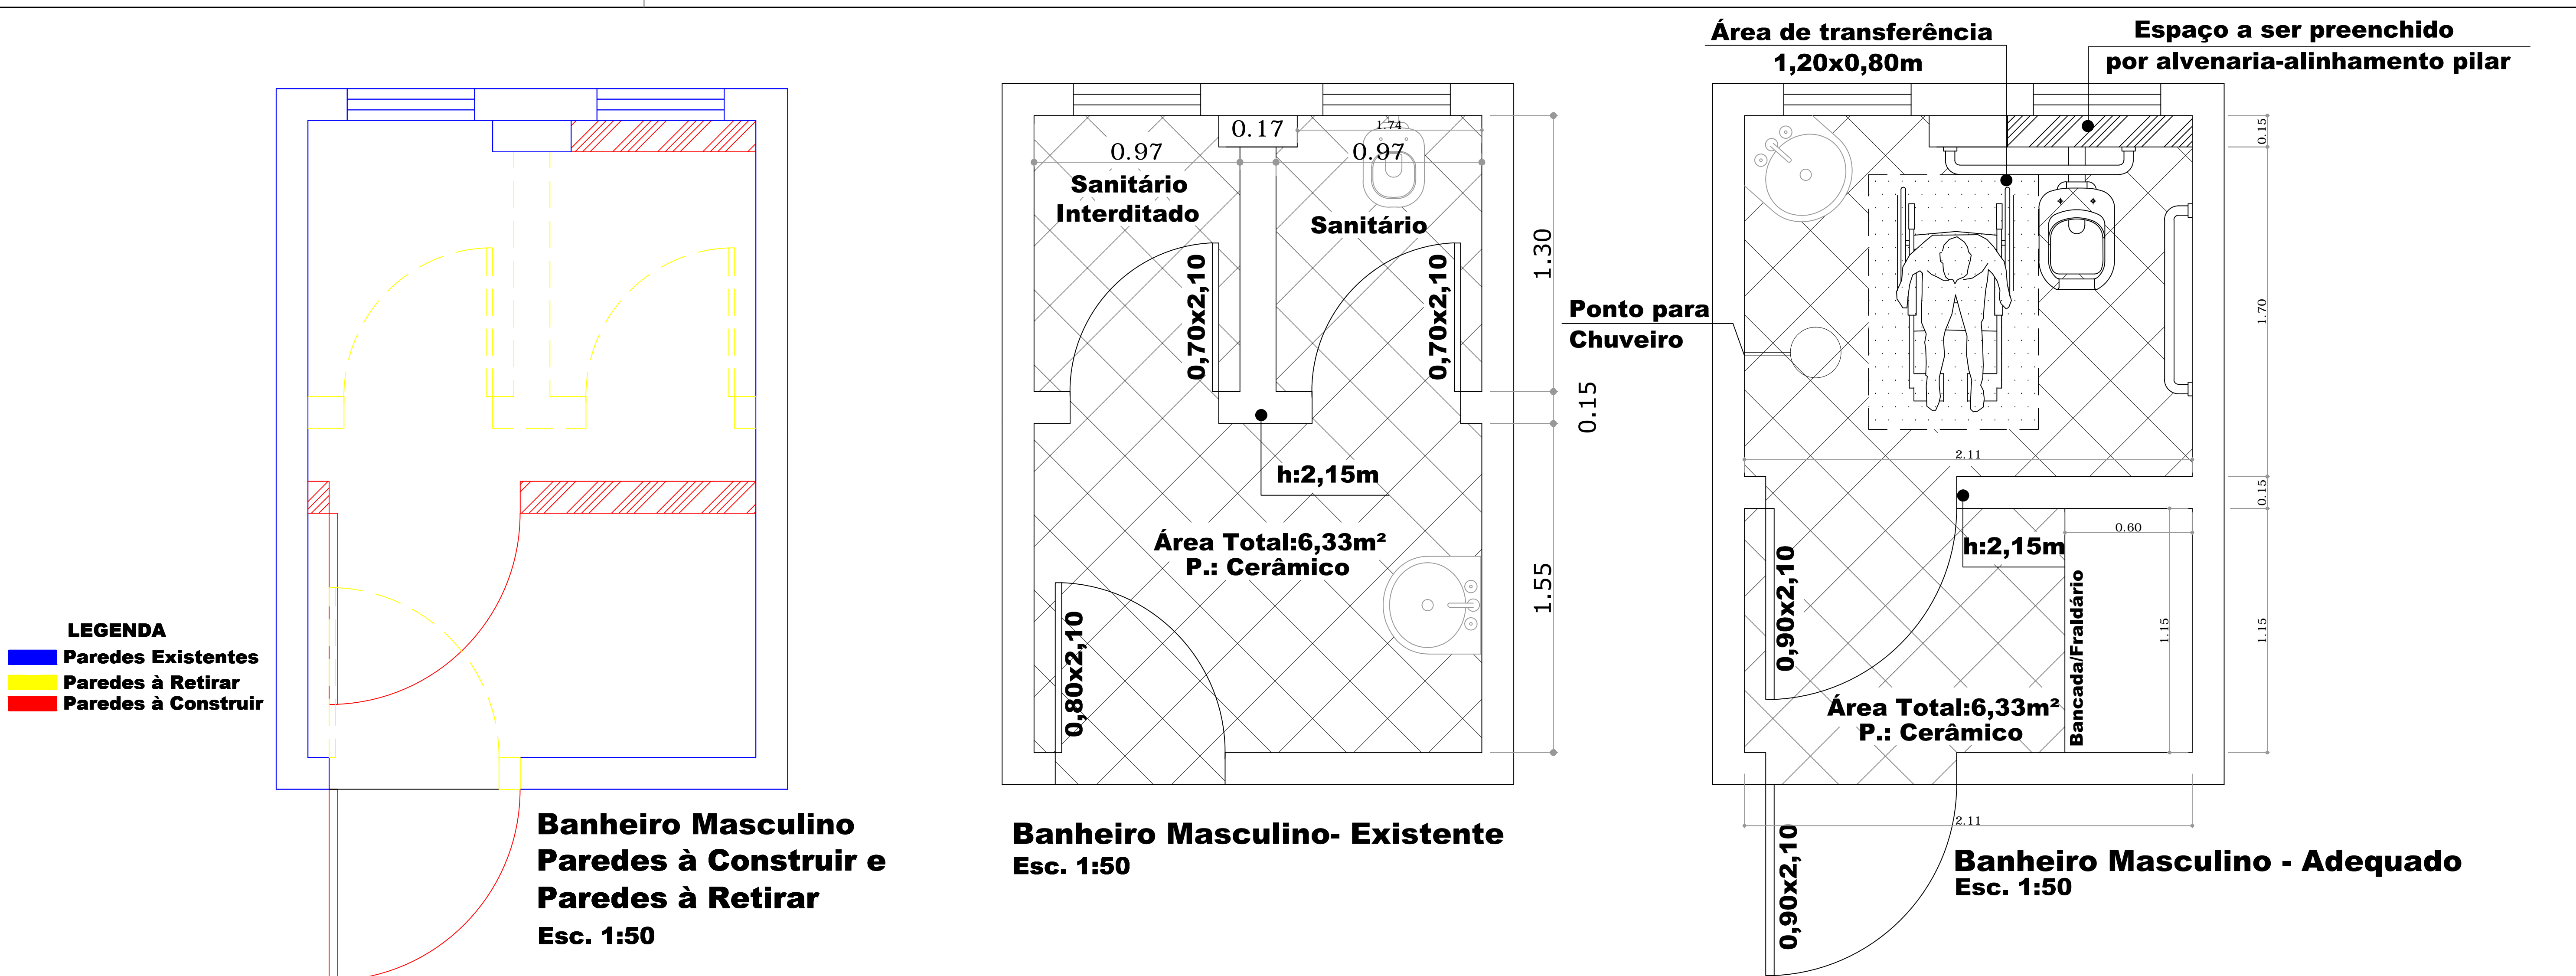 LEGENDA
Paredes Existentes
Paredes à Retirar
Paredes à Construir
Banheiro Masculino
Paredes à Construir e
Paredes à Retirar
Esc. 1:50
0.17
1.74
0.97
0.97
Sanitário
Interditado
Sanitário
0,70x2,10
0,70x2,10
1.30
0.15
1.55
h:2,15m
Área Total:6,33m²
P.: Cerâmico
0,80x2,10
Banheiro Masculino- Existente
Esc. 1:50
Área de transferência
1,20x0,80m
Espaço a ser preenchido
por alvenaria-alinhamento pilar
Ponto para
Chuveiro
0.15
1.70
2.11
0.15
0.60
h:2,15m
0,90x2,10
Bancada/Fraldário
1.15
1.15
Área Total:6,33m²
P.: Cerâmico
2.11
0,90x2,10
Banheiro Masculino - Adequado
Esc. 1:50